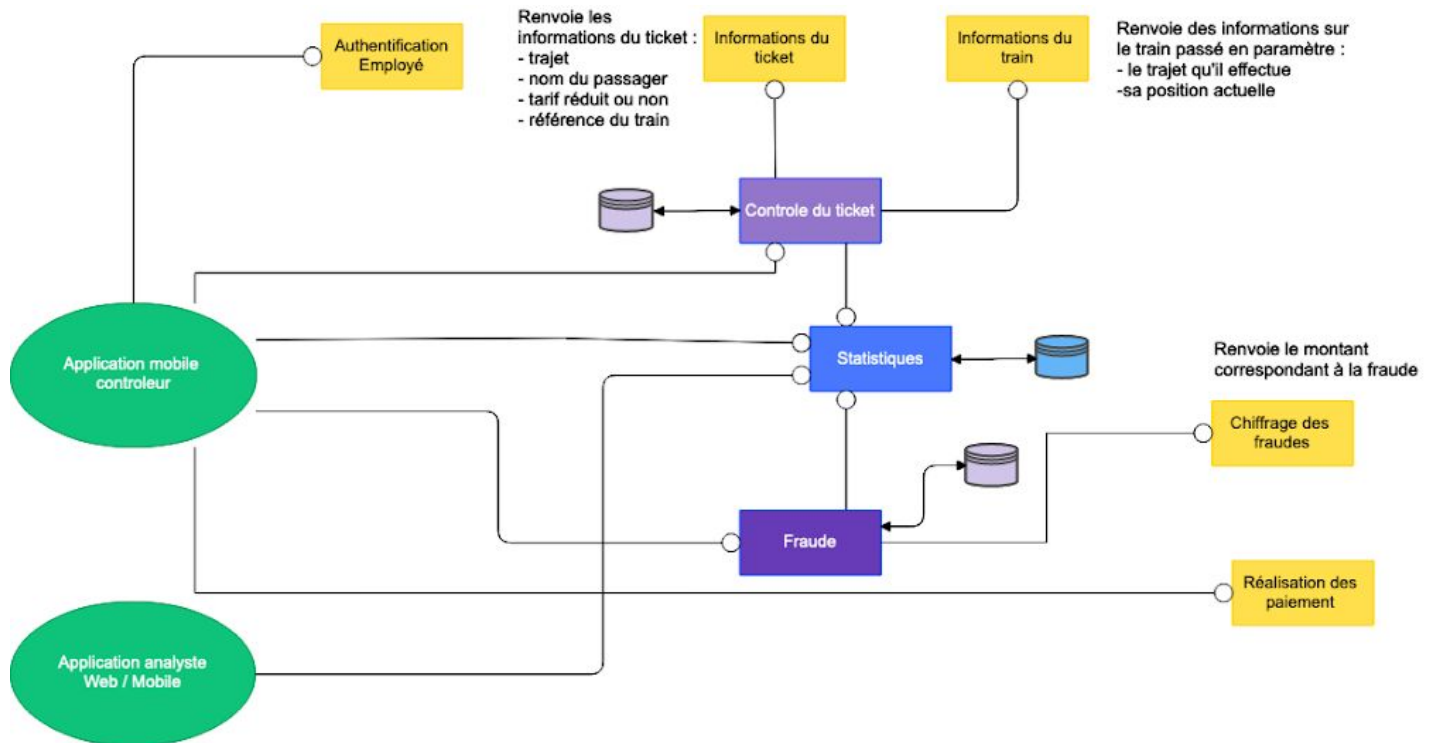 Authentification
Employé
Renvoie les
informations du ticket :
- trajet
- nom du passager
- tarif réduit ou non
- référence du train
Informations du
ticket
Informations du
train
Renvoie des informations sur
le train passé en paramètre :
- le trajet qu'il effectue
-sa position actuelle
Controle du ticket
Application mobile
controleur
Statistiques
Renvoie le montant
correspondant à la fraude
Chiffrage des
fraudes
Fraude
Réalisation des
paiement
Application analyste
Web / Mobile